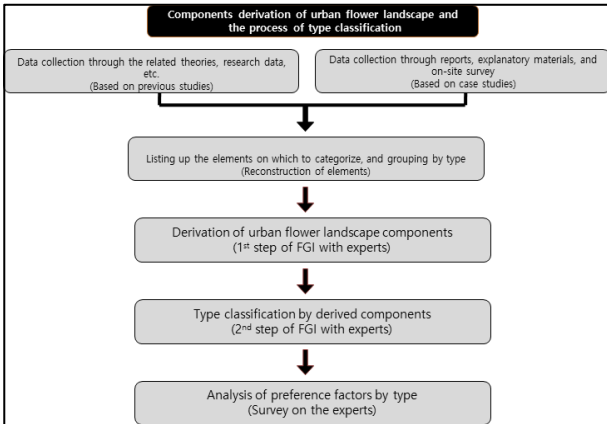 Components derivation of urban flower landscape and
the process of type classification
Data collection through the related theories, research data,
etc.
(Based on previous studies)
Data collection through reports, explanatory materials, and
on-site survey
(Based on case studies)
Listing up the elements on which to categorize, and grouping by type
(Reconstruction of elements)
Derivation of urban flower landscape components
(1st step of FGI with experts)
Type classification by derived components
(2nd step of FGI with experts)
Analysis of preference factors by type
(Survey on the experts)